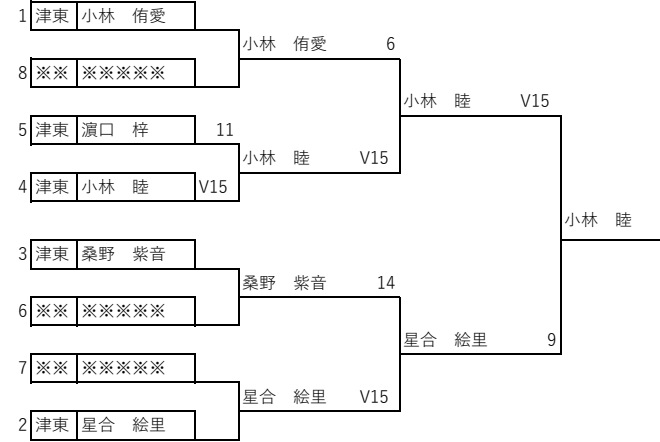 1 津東 小林 侑愛
小林 侑愛 6
8 ※※ ※※※※※
小林 睦 V15
5 津東 濵口 梓 11
小林 睦 V15
4 津東 小林 睦 V15
小林 睦
3 津東 桑野 紫音
桑野 紫音 14
6 ※※ ※※※※※
星合 絵里 9
7 ※※ ※※※※※
星合 絵里 V15
2 津東 星合 絵里